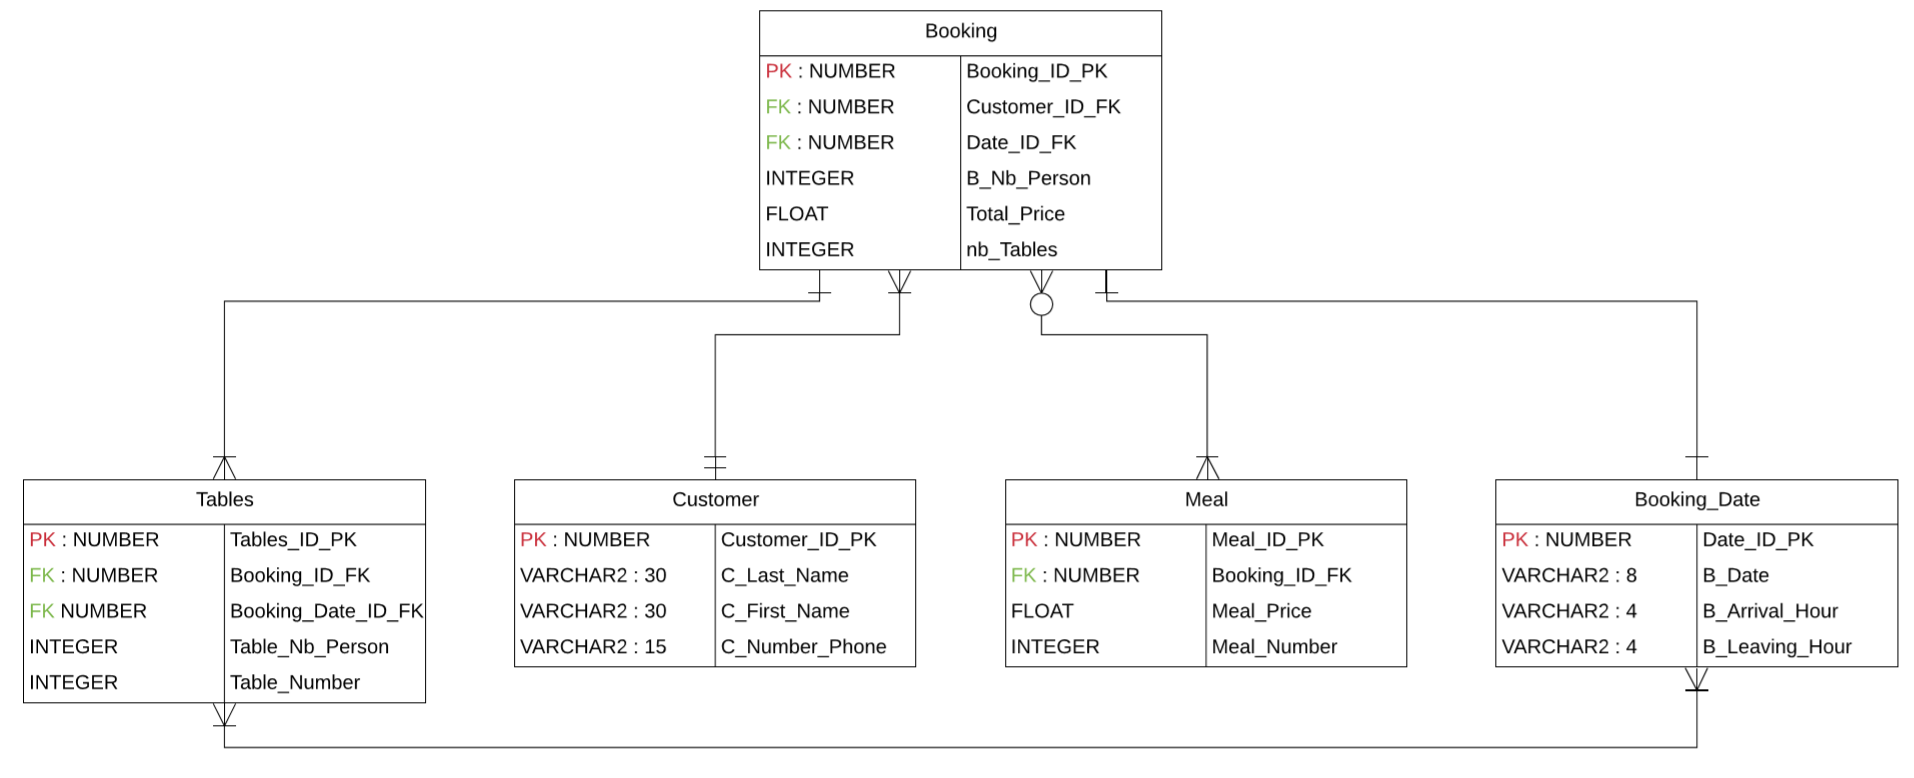 Booking
PK : NUMBER Booking_ID_PK
FK : NUMBER Customer_ID_FK
FK : NUMBER Date_ID_FK
INTEGER B_Nb_Person
FLOAT Total_Price
INTEGER nb_Tables
Tables
PK : NUMBER Tables_ID_PK
FK : NUMBER Booking_ID_FK
FK NUMBER Booking_Date_ID_FK
INTEGER Table_Nb_Person
INTEGER Table_Number
Customer
PK : NUMBER Customer_ID_PK
VARCHAR2 : 30 C_Last_Name
VARCHAR2 : 30 C_First_Name
VARCHAR2 : 15 C_Number_Phone
Meal
PK : NUMBER Meal_ID_PK
FK : NUMBER Booking_ID_FK
FLOAT Meal_Price
INTEGER Meal_Number
Booking_Date
PK : NUMBER Date_ID_PK
VARCHAR2 : 8 B_Date
VARCHAR2 : 4 B_Arrival_Hour
VARCHAR2 : 4 B_Leaving_Hour